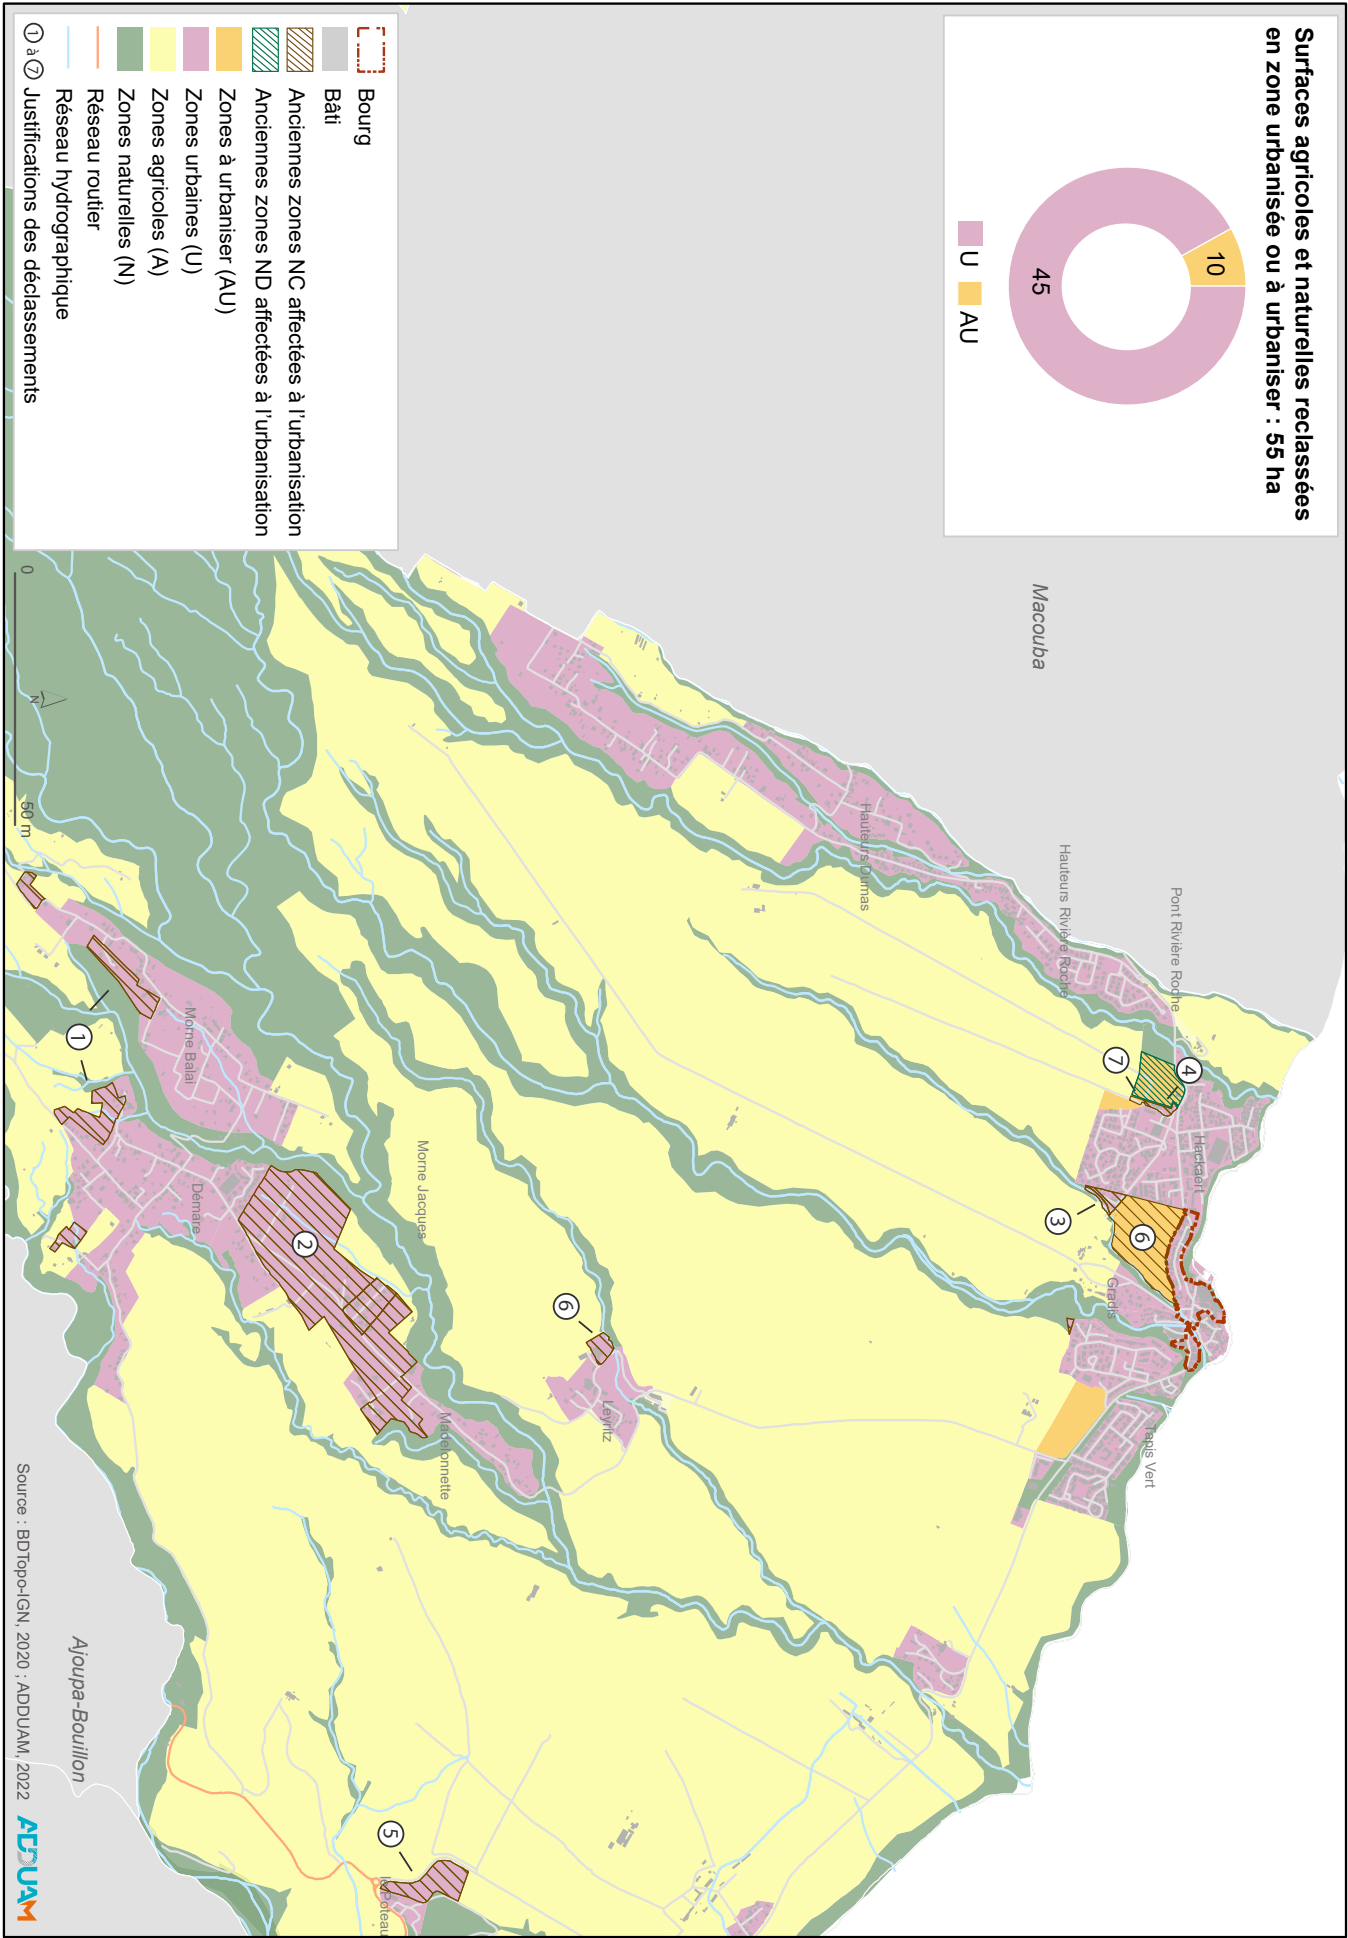 Surfaces agricoles et naturelles reclassées
en zone urbanisée ou à urbaniser : 55 ha
10
45
U
AU
Macouba
Pont Rivière Roche
Hauteurs Rivière Roche
Hauteurs Dumas
4
7
Hackaert
3
6
Gradis
Tapis Vert
6
Leyritz
Morne Jacques
Madelonnette
2
Démare
Morne Balai
1
5
le Poteau
Ajoupa-Bouillon
Bourg
Bâti
Anciennes zones NC affectées à l'urbanisation
Anciennes zones ND affectées à l'urbanisation
Zones à urbaniser (AU)
Zones urbaines (U)
Zones agricoles (A)
Zones naturelles (N)
Réseau routier
Réseau hydrographique
1 à 7 Justifications des déclassements
N
0
50 m
Source : BDTopo-IGN, 2020 ; ADDUAM, 2022
ADDUAM